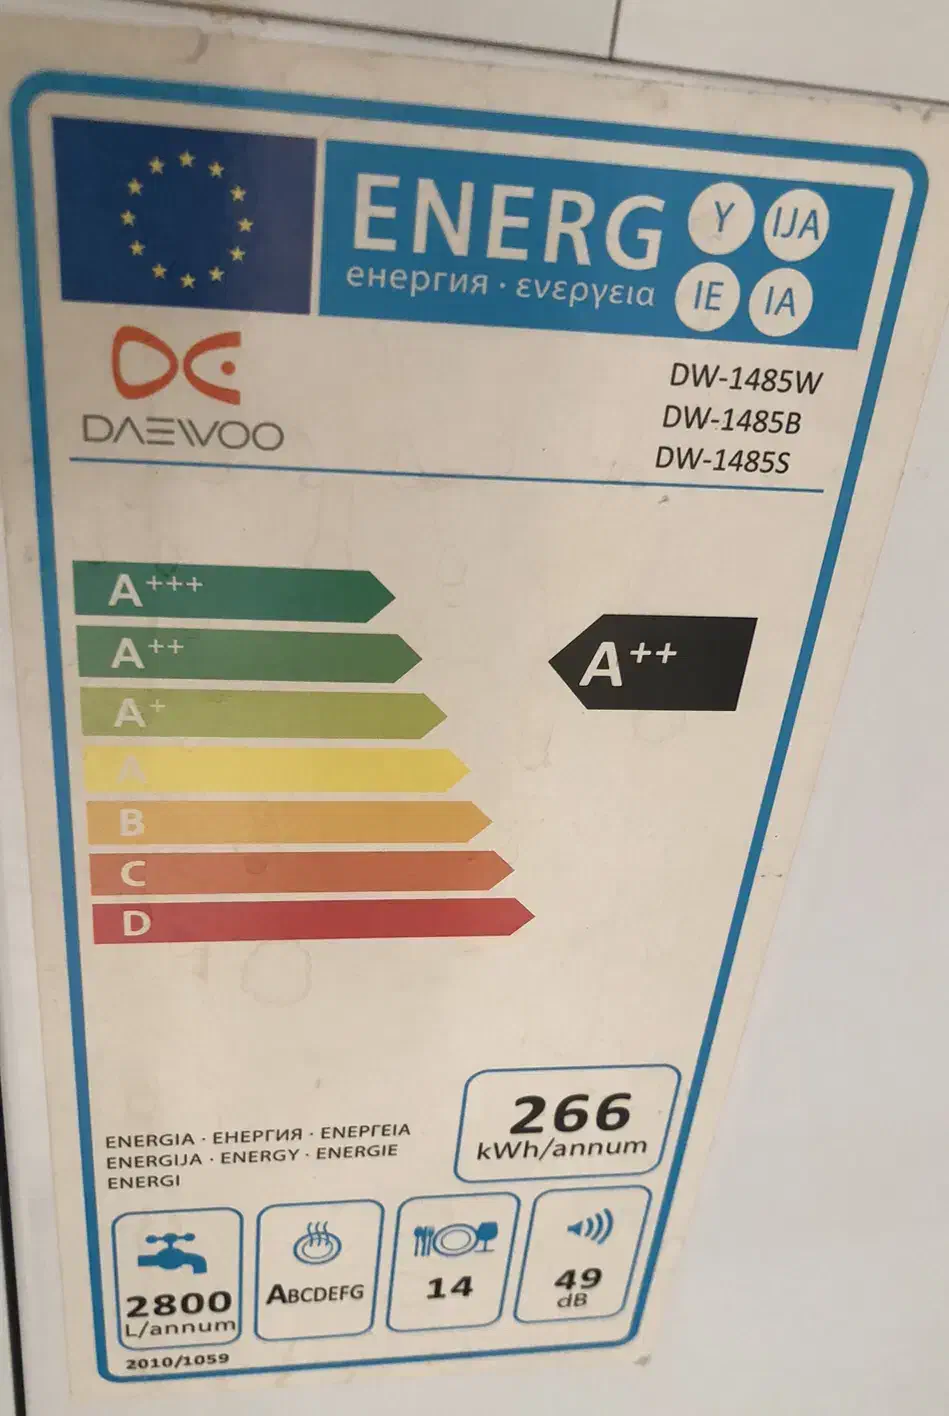 ENERG Y IJA
енергия · ενεργεια IE IA
DAEWOO
DW-1485W
DW-1485B
DW-1485S
A+++
A++
A++
A+
A
B
C
D
266
kWh/annum
ENERGIA · ЕНЕРГИЯ · ΕΝΕΡΓΕΙΑ
ENERGIJA · ENERGY · ENERGIE
ENERGI
2800
L/annum
ABCDEFG
14
49
dB
2010/1059